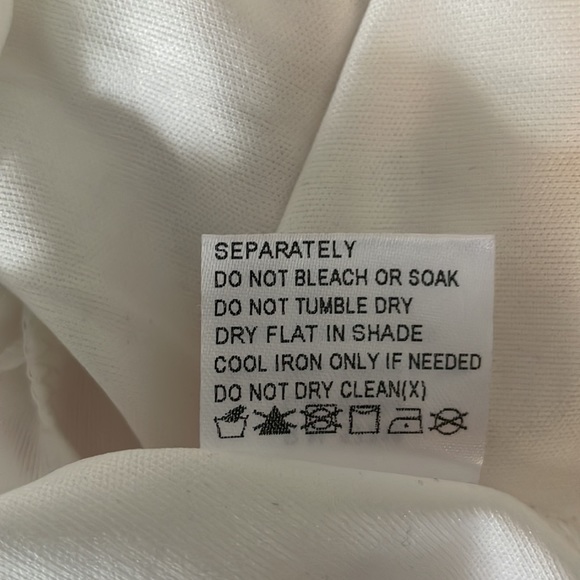 SEPARATELY
DO NOT BLEACH OR SOAK
DO NOT TUMBLE DRY
DRY FLAT IN SHADE
COOL IRON ONLY IF NEEDED
DO NOT DRY CLEAN(X)